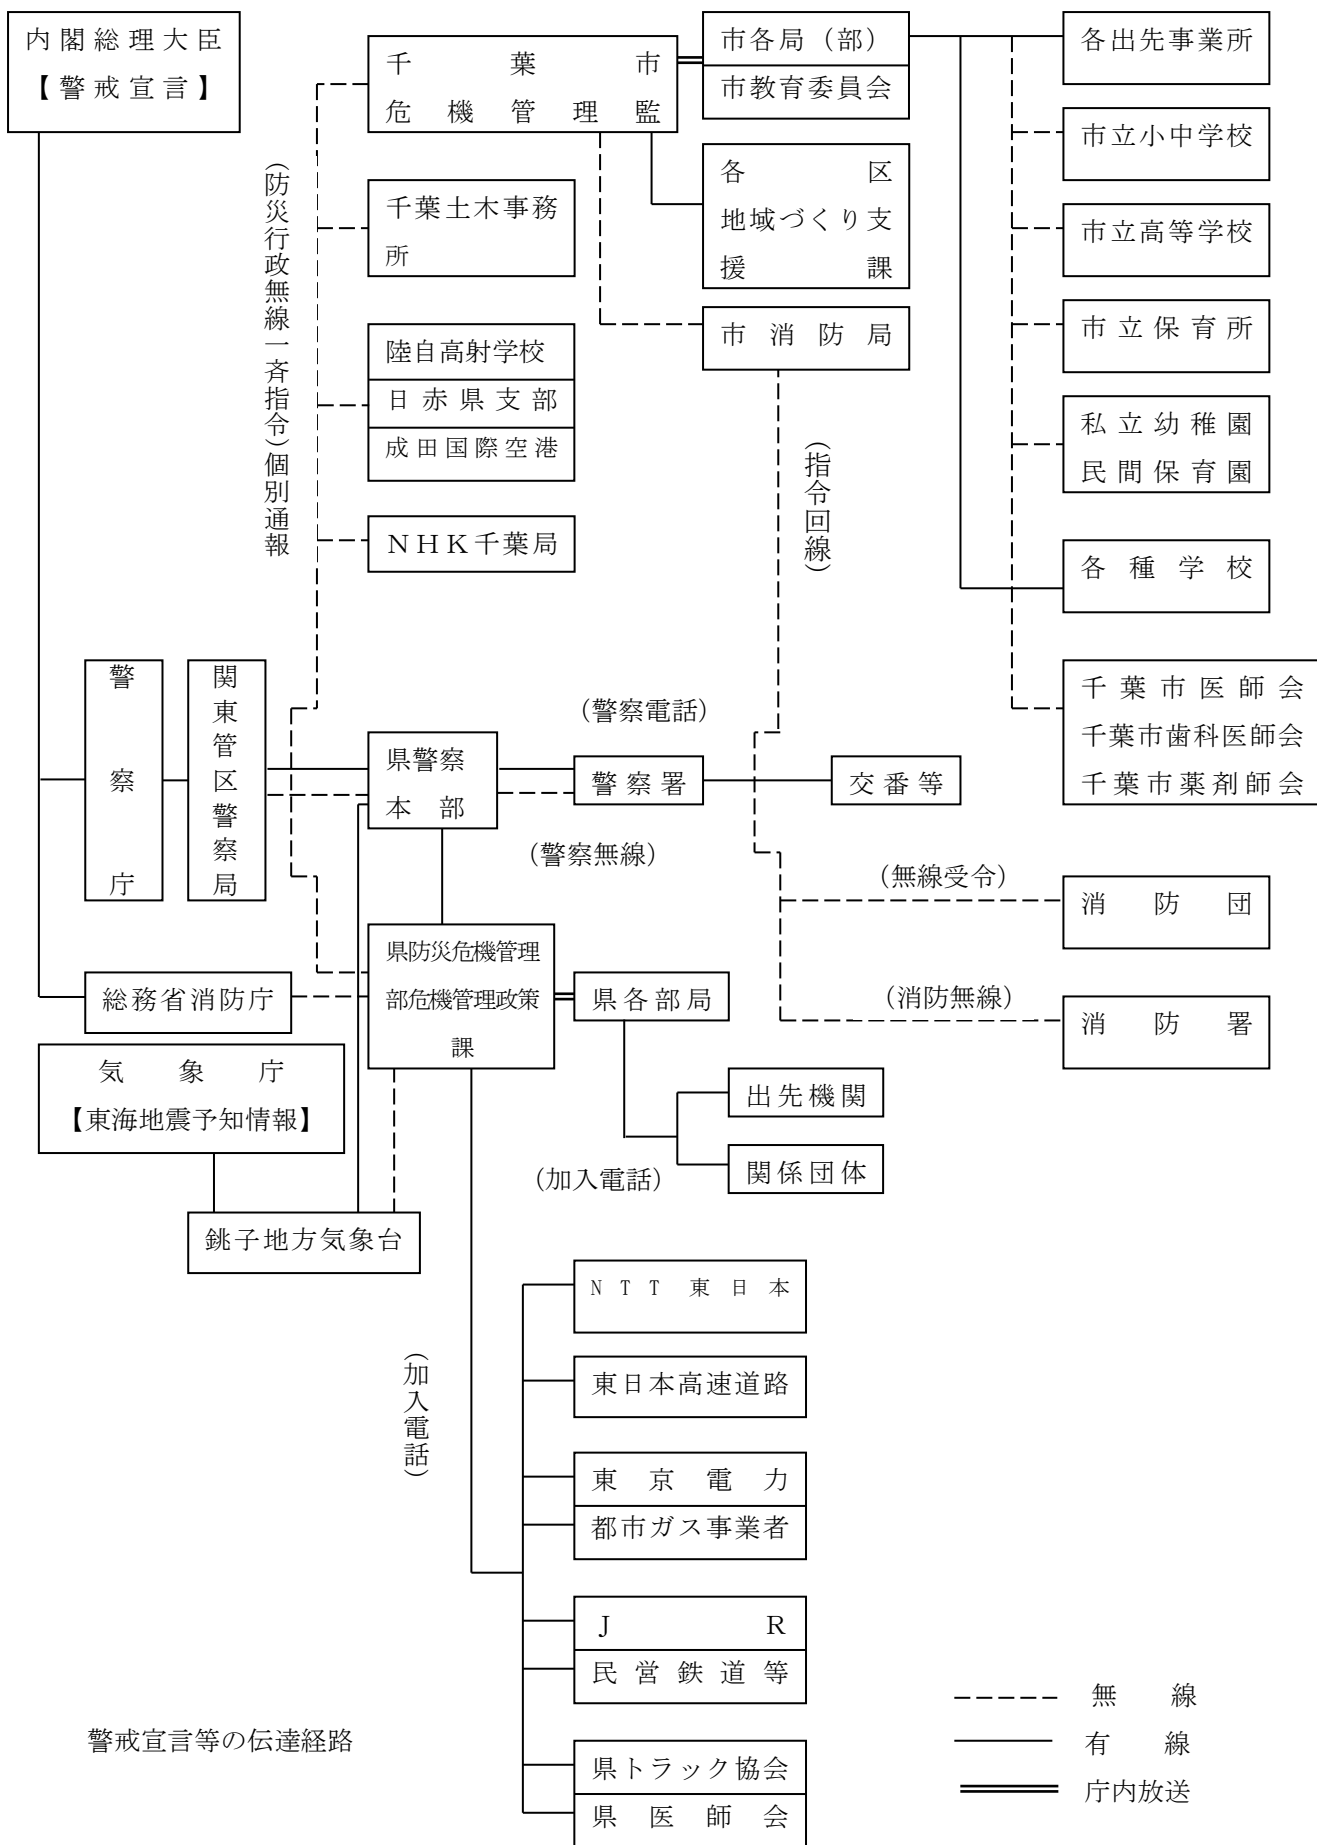 内閣総理大臣
【警戒宣言】
千葉市
危機管理監
市各局（部）
市教育委員会
各出先事業所
市立小中学校
市立高等学校
市立保育所
私立幼稚園
民間保育園
各種学校
千葉市医師会
千葉市歯科医師会
千葉市薬剤師会
各区
地域づくり支
援課
市消防局
(防災行政無線一斉指令)個別通報
千葉土木事務
所
陸自高射学校
日赤県支部
成田国際空港
NHK千葉局
(指令回線)
警察庁
関東管区警察局
県警察
本部
(警察電話)
警察署
交番等
(警察無線)
(無線受令)
消防団
(消防無線)
消防署
県防災危機管理
部危機管理政策
課
県各部局
総務省消防庁
気象庁
【東海地震予知情報】
銚子地方気象台
出先機関
関係団体
(加入電話)
(加入電話)
NTT東日本
東日本高速道路
東京電力
都市ガス事業者
JR
民営鉄道等
県トラック協会
県医師会
警戒宣言等の伝達経路
無線
有線
庁内放送